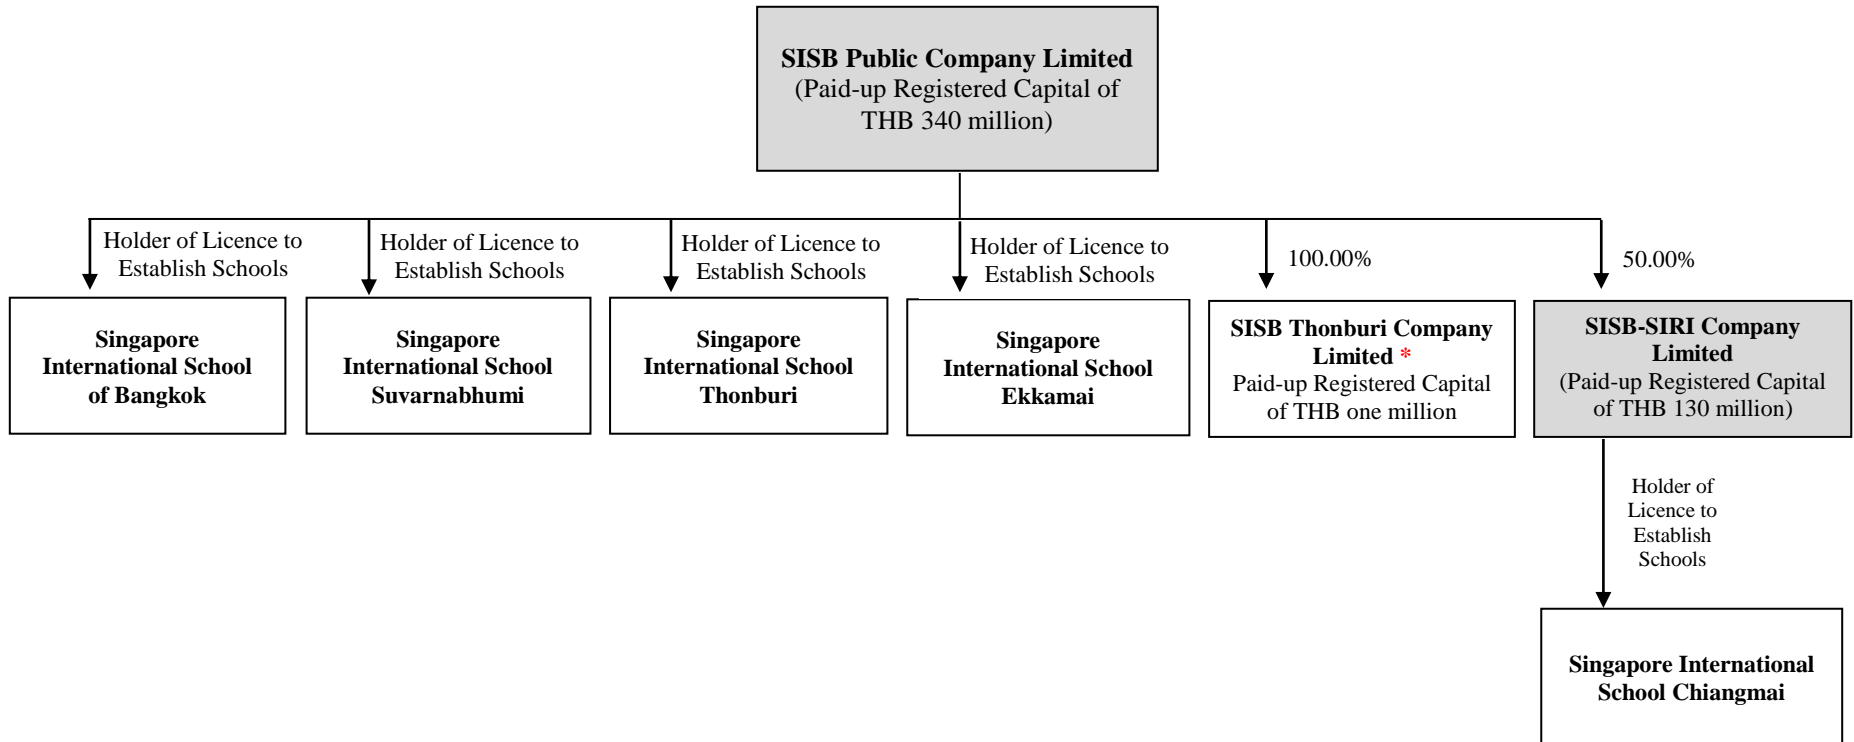 SISB Public Company Limited
(Paid-up Registered Capital of
THB 340 million)
Holder of Licence to
Establish Schools
Holder of Licence to
Establish Schools
Holder of Licence to
Establish Schools
Holder of Licence to
Establish Schools
100.00%
50.00%
Singapore
International School
of Bangkok
Singapore
International School
Suvarnabhumi
Singapore
International School
Thonburi
Singapore
International School
Ekkamai
SISB Thonburi Company
Limited *
Paid-up Registered Capital
of THB one million
SISB-SIRI Company
Limited
(Paid-up Registered Capital
of THB 130 million)
Holder of
Licence to
Establish
Schools
Singapore International
School Chiangmai